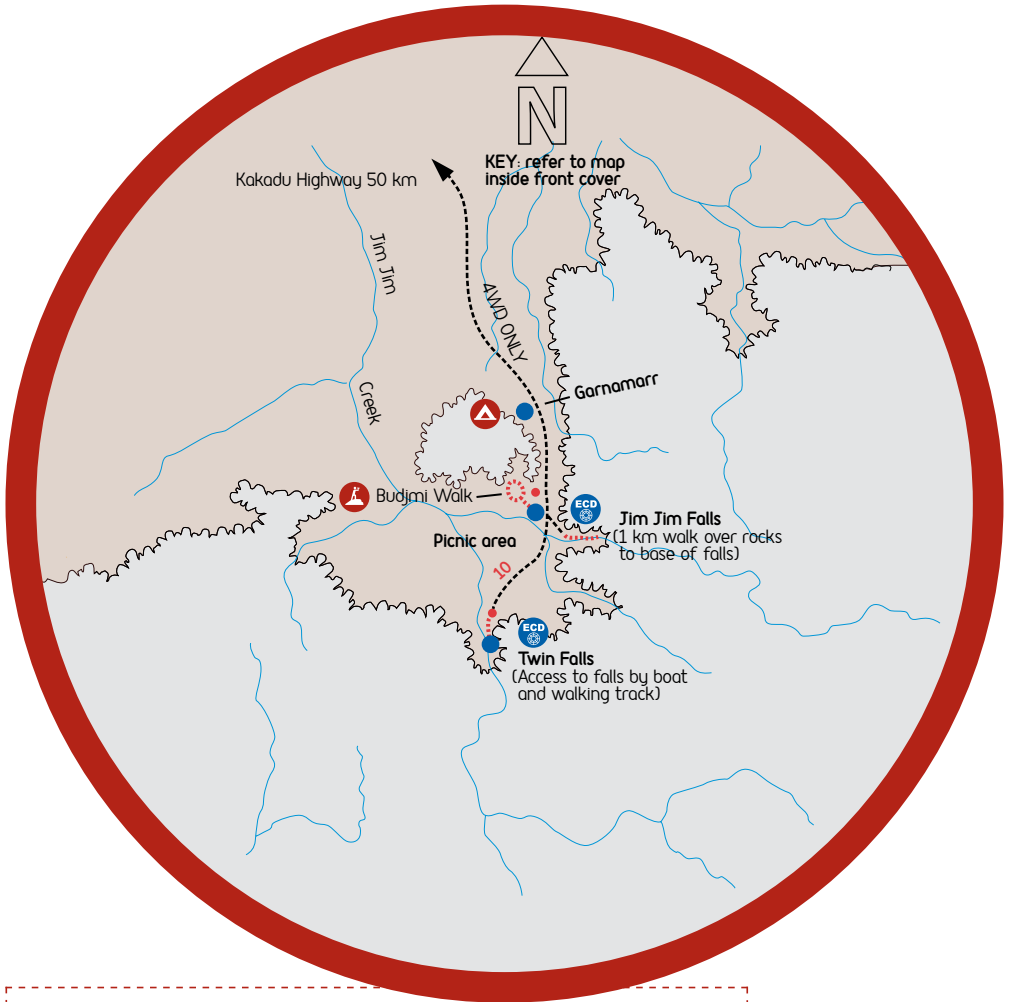 N
KEY: refer to map
inside front cover
Kakadu Highway 50 km
Jim Jim
4WD ONLY
Garnamarr
Creek
Budjmi Walk
ECD
Jim Jim Falls
(1 km walk over rocks
to base of falls)
Picnic area
10
ECD
Twin Falls
(Access to falls by boat
and walking track)